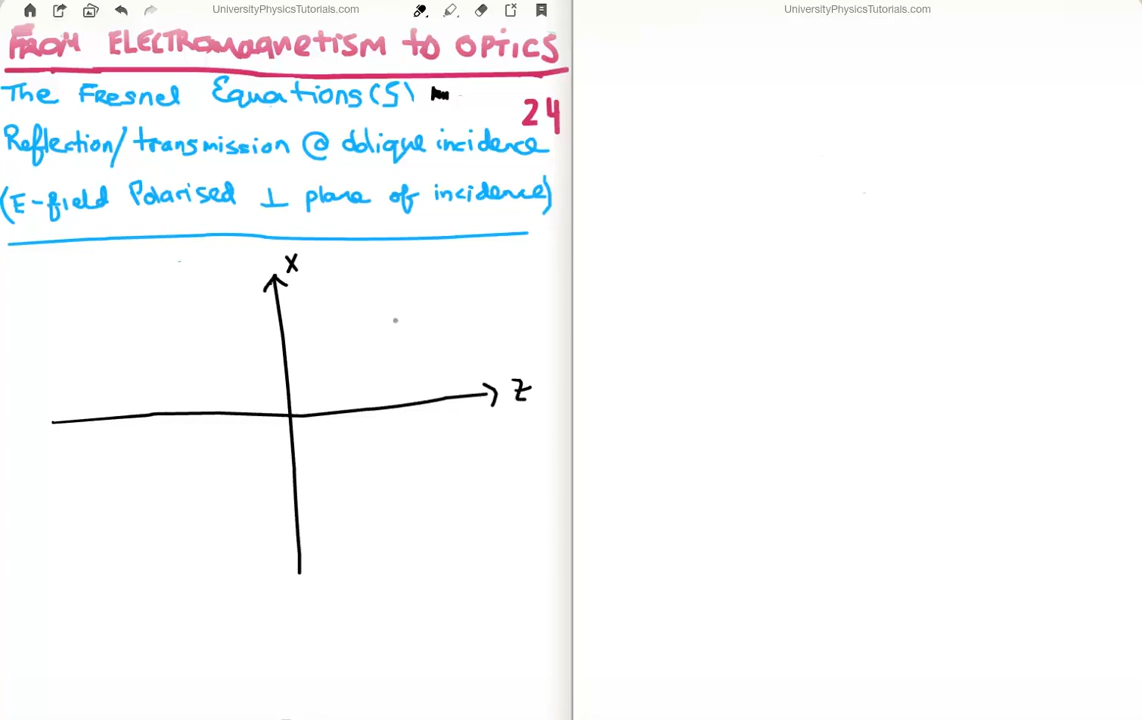 UniversityPhysicsTutorials.com
UniversityPhysicsTutorials.com
From ELECTRomagnetism to OPTICS
The Fresnel Equations(5)
24
Reflection/transmission @ oblique incidence
(E-field Polarised ⊥ plane of incidence)
X
Z